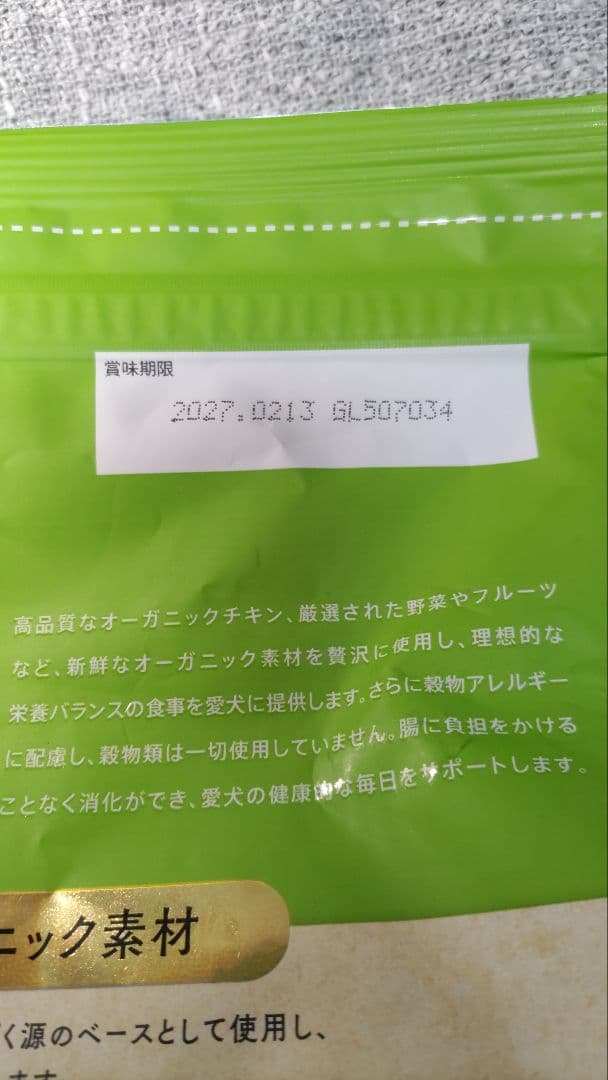 賞味期限
2027.0213 GL507034
高品質なオーガニックチキン、厳選された野菜やフルーツ
など、新鮮なオーガニック素材を贅沢に使用し、理想的な
栄養バランスの食事を愛犬に提供します。さらに穀物アレルギー
に配慮し、穀物類は一切使用していません。腸に負担をかける
ことなく消化ができ、愛犬の健康的な毎日をサポートします。
ニック素材
く源のベースとして使用し、
ます